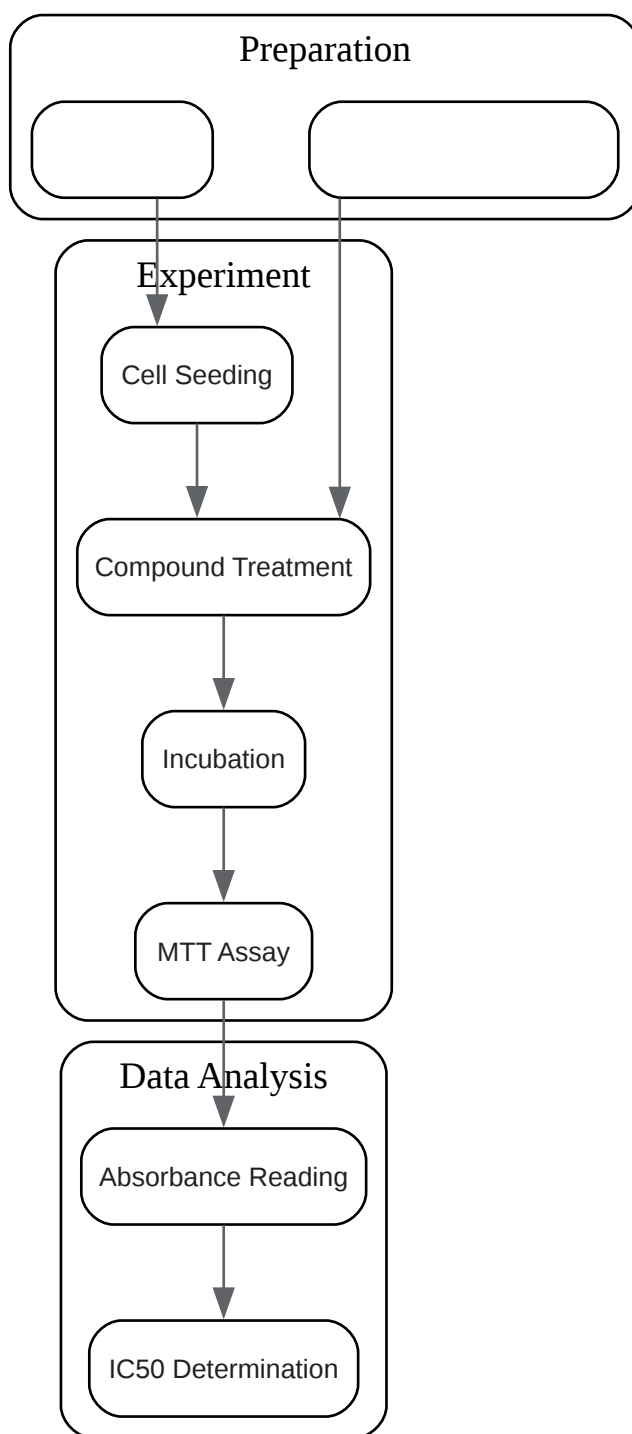 Preparation
Experiment
Cell Seeding
Compound Treatment
Incubation
MTT Assay
Data Analysis
Absorbance Reading
IC50 Determination